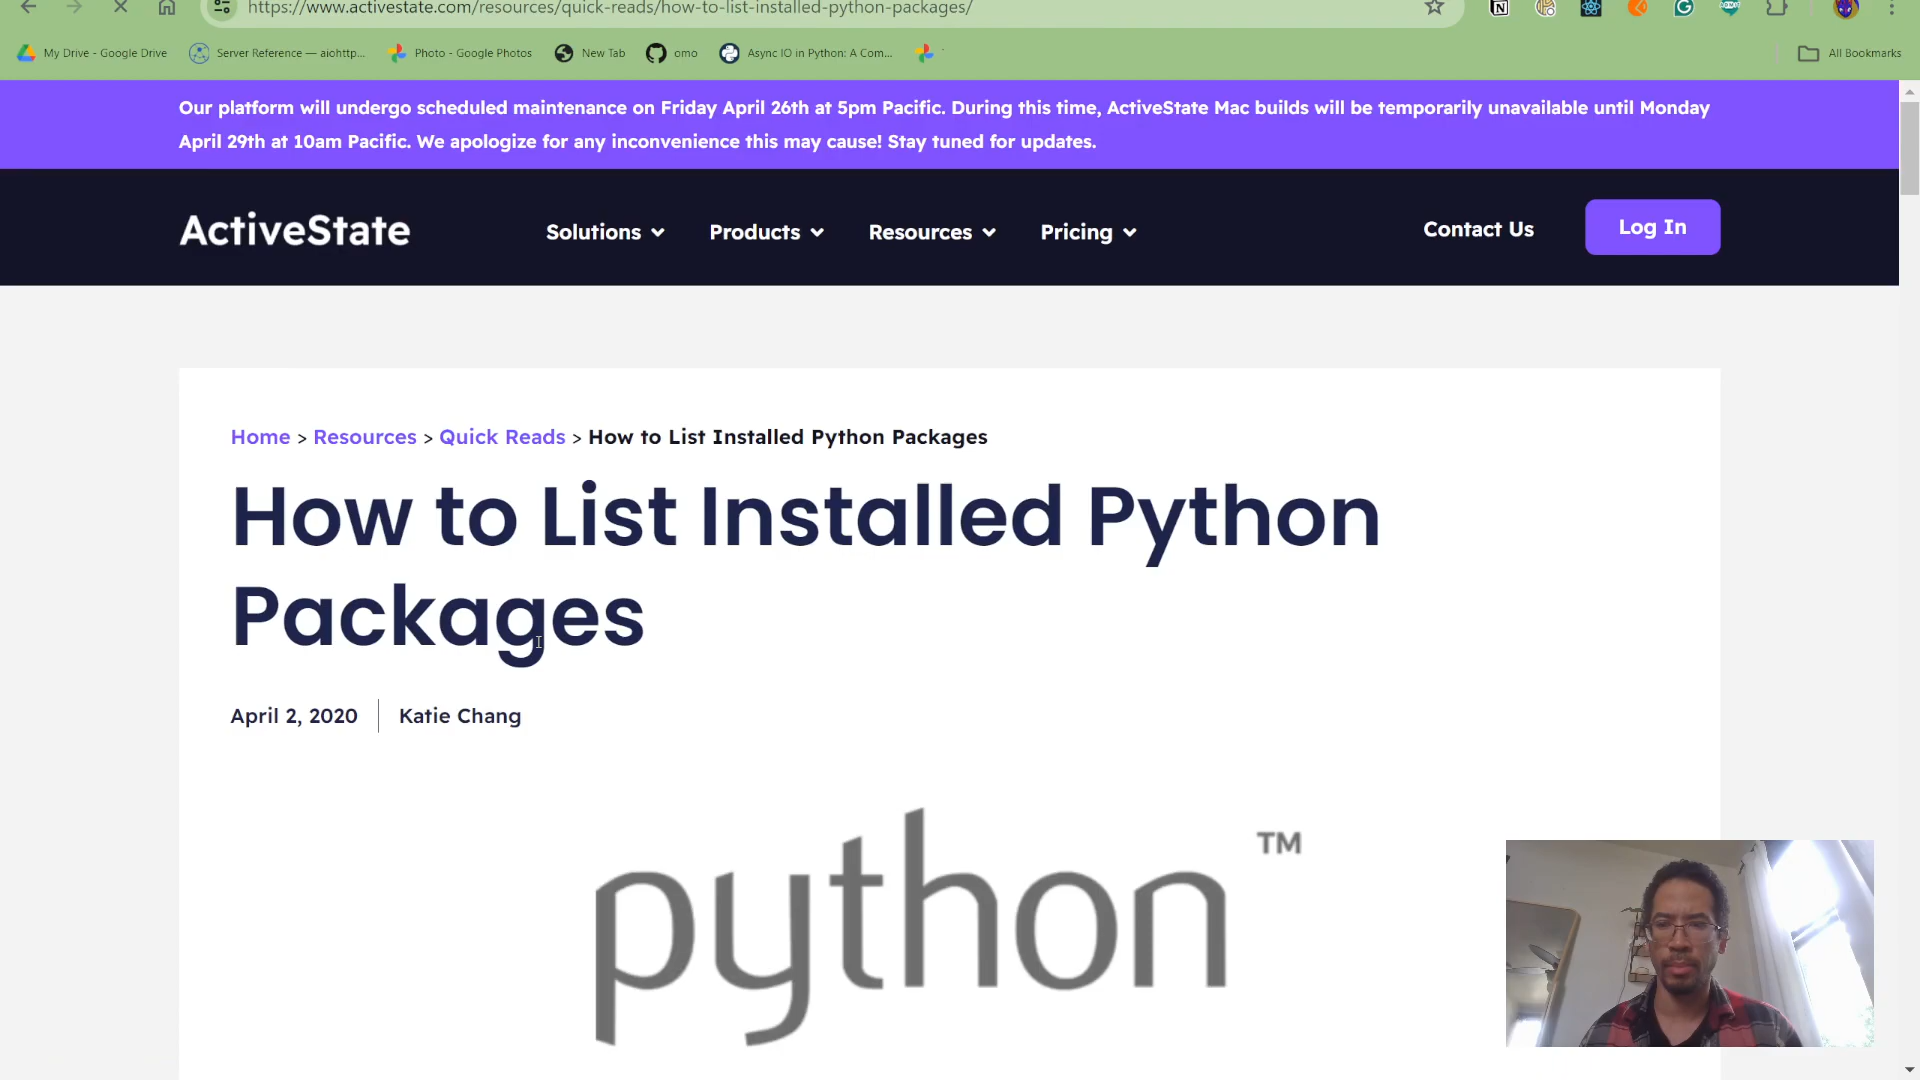 https://www.activestate.com/resources/quick-reads/how-to-list-installed-python-packages/
My Drive - Google Drive
Server Reference — aiohttp...
Photo - Google Photos
New Tab
omo
Async IO in Python: A Com...
All Bookmarks
Our platform will undergo scheduled maintenance on Friday April 26th at 5pm Pacific. During this time, ActiveState Mac builds will be temporarily unavailable until Monday
April 29th at 10am Pacific. We apologize for any inconvenience this may cause! Stay tuned for updates.
ActiveState
Solutions
Products
Resources
Pricing
Contact Us
Log In
Home > Resources > Quick Reads > How to List Installed Python Packages
How to List Installed Python
Packages
April 2, 2020
Katie Chang
python™